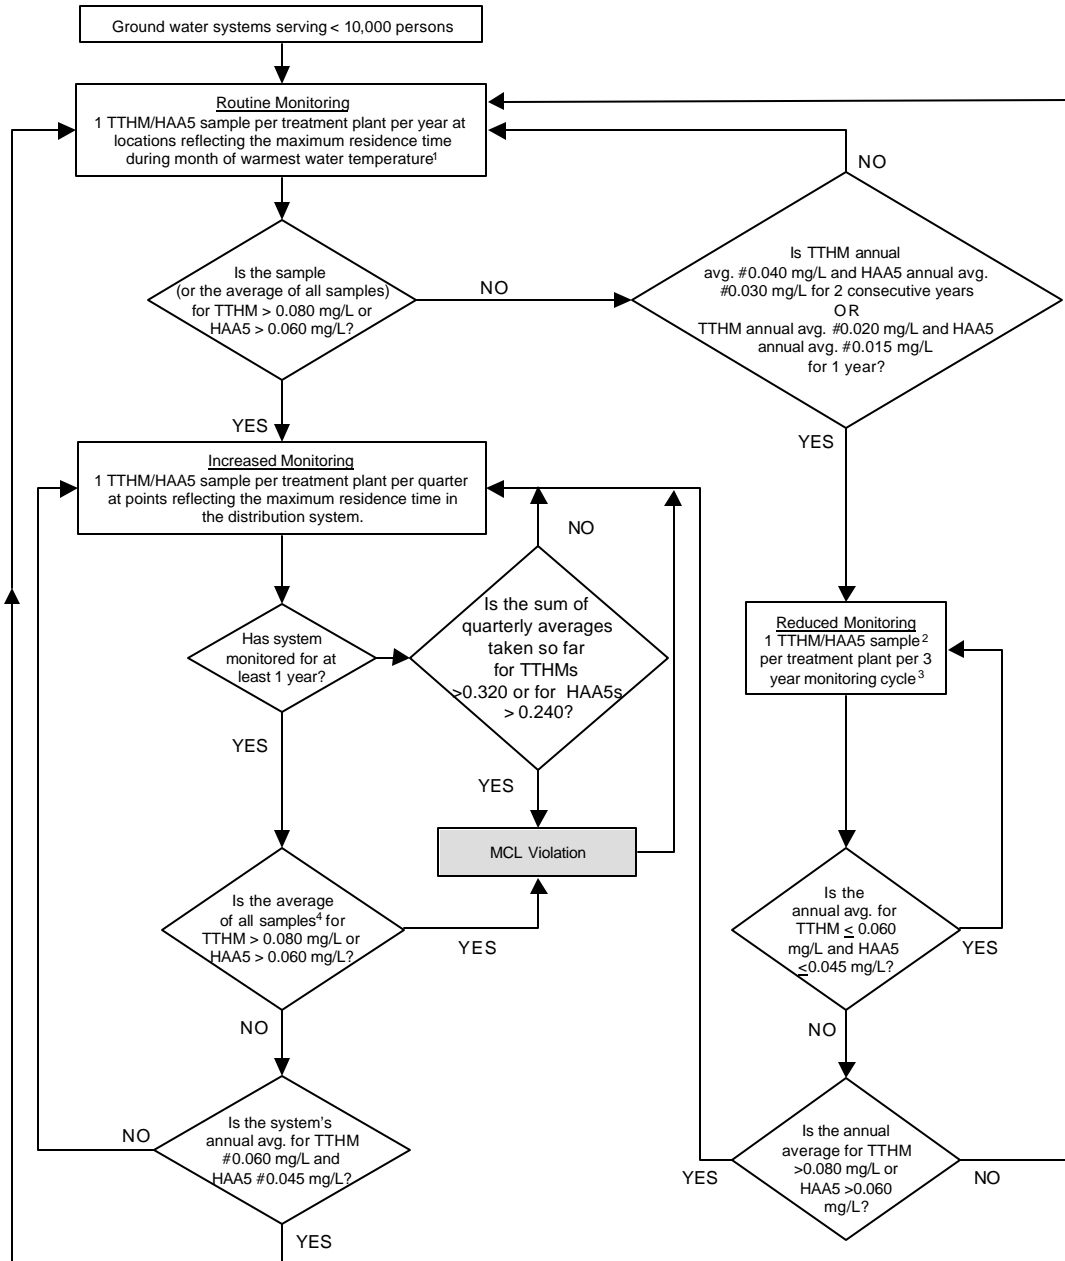 Ground water systems serving < 10,000 persons
Routine Monitoring
1 TTHM/HAA5 sample per treatment plant per year at
locations reflecting the maximum residence time
during month of warmest water temperature¹
NO
Is the sample
(or the average of all samples)
for TTHM > 0.080 mg/L or
HAA5 > 0.060 mg/L?
NO
Is TTHM annual
avg. #0.040 mg/L and HAA5 annual avg.
#0.030 mg/L for 2 consecutive years
OR
TTHM annual avg. #0.020 mg/L and HAA5
annual avg. #0.015 mg/L
for 1 year?
YES
YES
Increased Monitoring
1 TTHM/HAA5 sample per treatment plant per quarter
at points reflecting the maximum residence time in
the distribution system.
NO
Has system
monitored for at
least 1 year?
Is the sum of
quarterly averages
taken so far
for TTHMs
>0.320 or for HAA5s
> 0.240?
Reduced Monitoring
1 TTHM/HAA5 sample²
per treatment plant per 3
year monitoring cycle³
YES
YES
MCL Violation
Is the average
of all samples⁴ for
TTHM > 0.080 mg/L or
HAA5 > 0.060 mg/L?
YES
Is the
annual avg. for
TTHM ≤ 0.060
mg/L and HAA5
≤0.045 mg/L?
YES
NO
NO
Is the system's
annual avg. for TTHM
#0.060 mg/L and
HAA5 #0.045 mg/L?
NO
YES
Is the annual
average for TTHM
>0.080 mg/L or
HAA5 >0.060
mg/L?
YES
NO